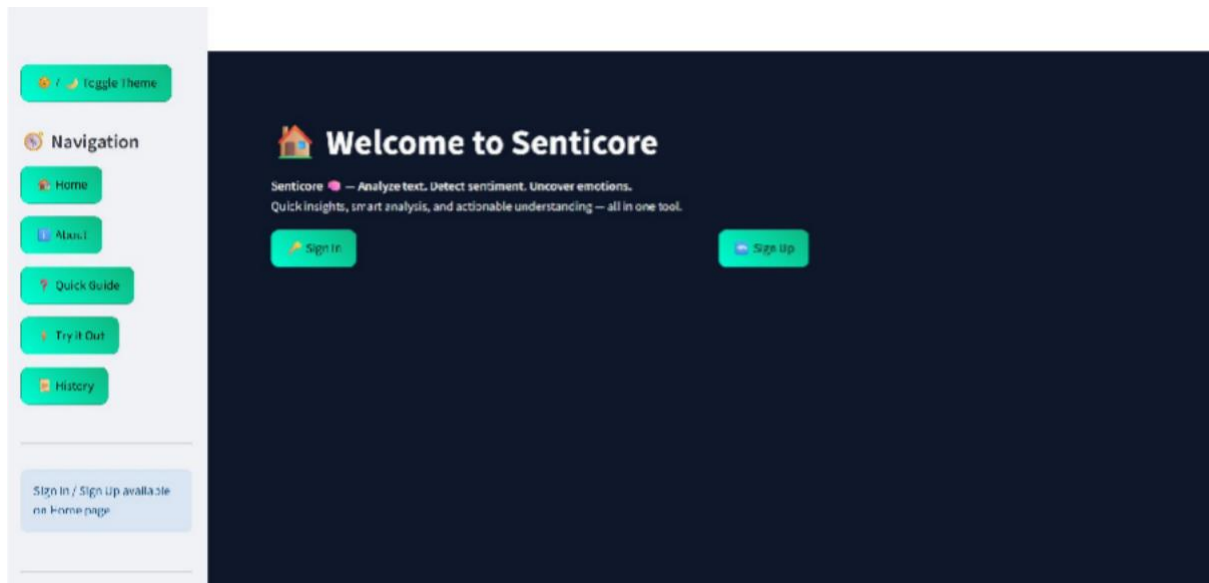 / Toggle Theme
Navigation
Home
About
Quick Guide
Try it Out
History
Sign In / Sign Up available
on Home page
Welcome to Senticore
Senticore — Analyze text. Detect sentiment. Uncover emotions.
Quick insights, smart analysis, and actionable understanding — all in one tool.
Sign In
Sign Up